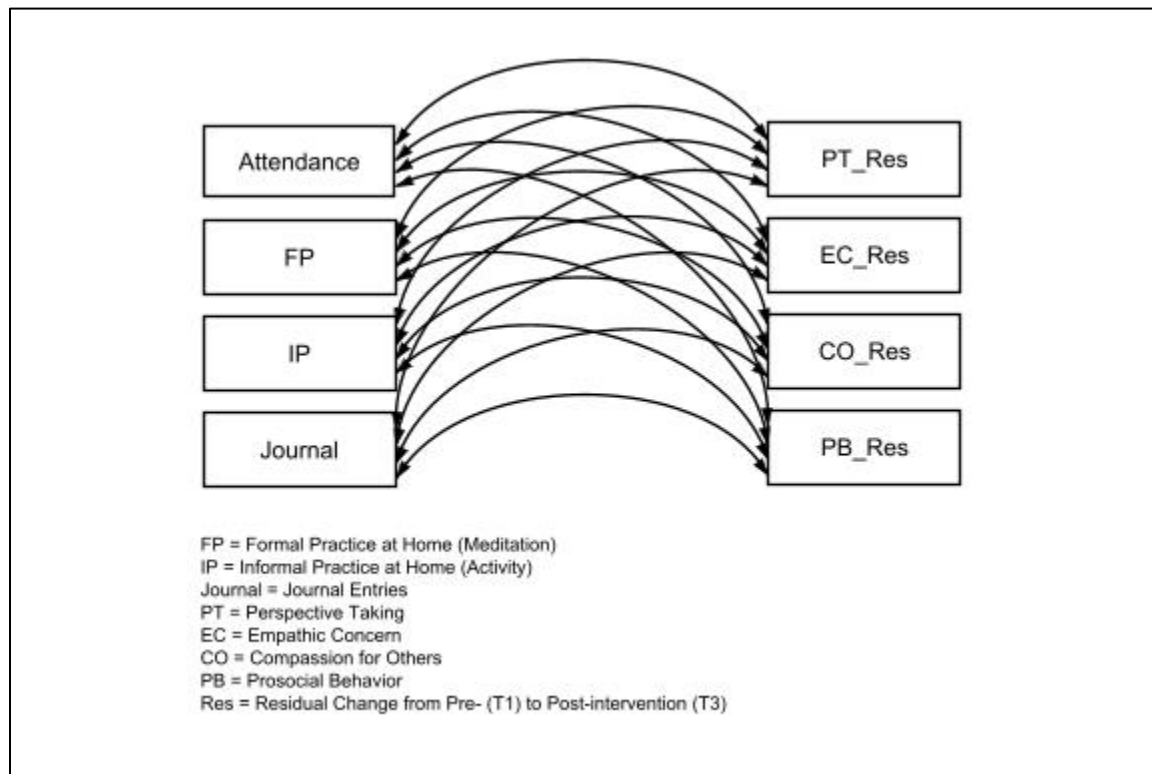 Attendance
PT_Res
FP
EC_Res
IP
CO_Res
Journal
PB_Res
FP = Formal Practice at Home (Meditation)
IP = Informal Practice at Home (Activity)
Journal = Journal Entries
PT = Perspective Taking
EC = Empathic Concern
CO = Compassion for Others
PB = Prosocial Behavior
Res = Residual Change from Pre- (T1) to Post-intervention (T3)